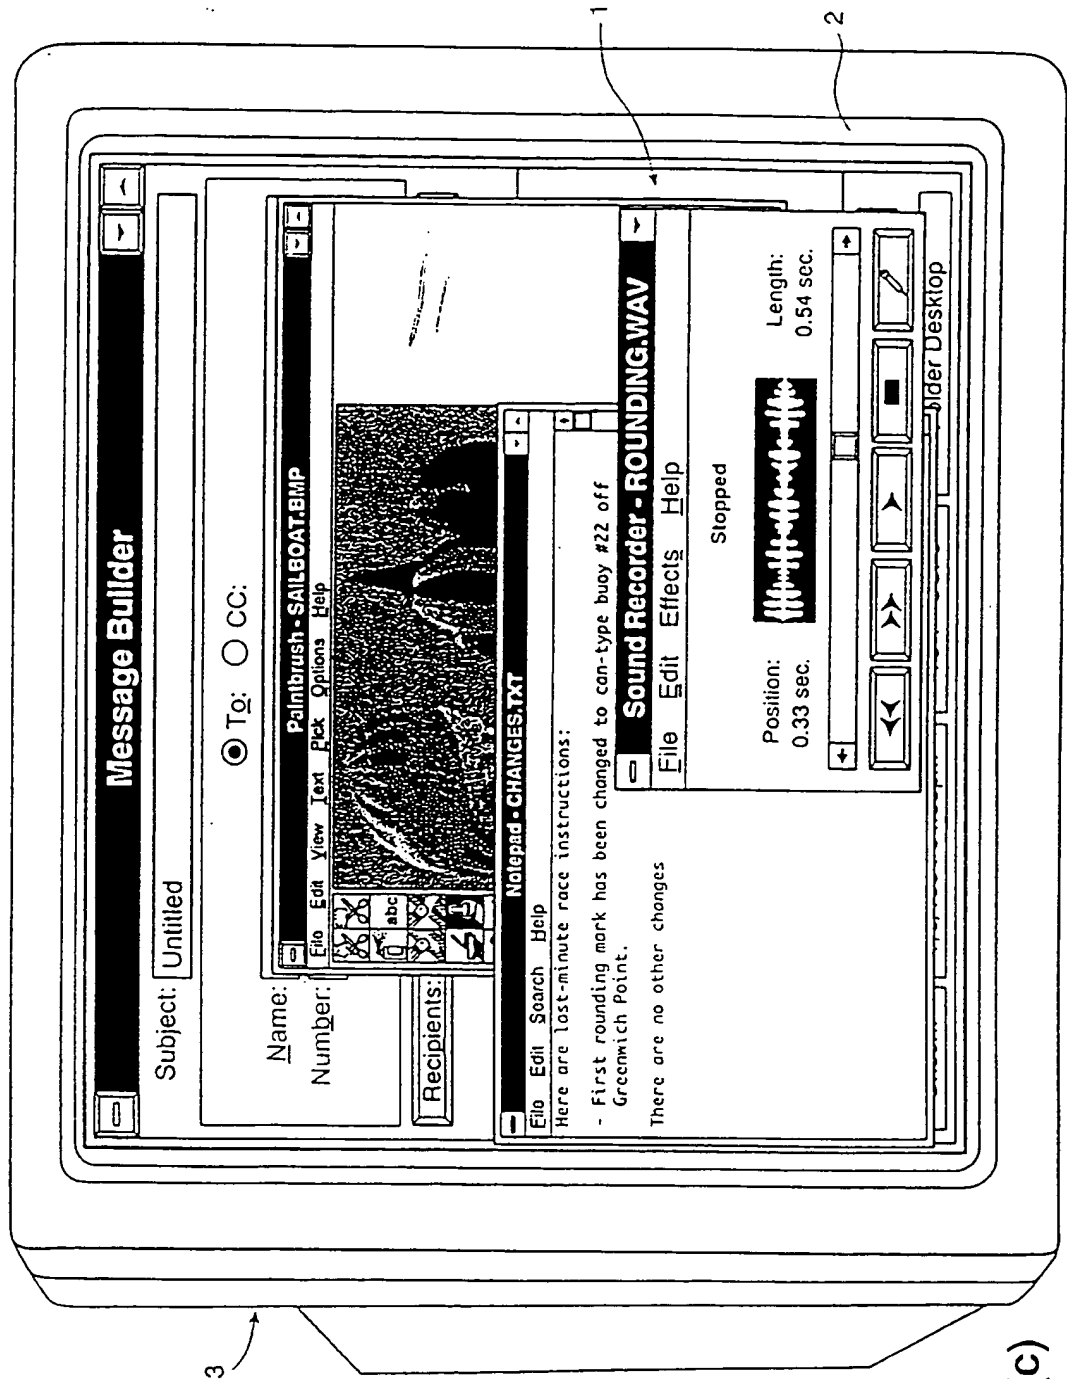 Message Builder
Subject: Untitled
To: CC:
Name:
Number:
Recipients:
Paintbrush - SAILBOAT.BMP
File Edit View Text Pick Options Help
abc
Notepad - CHANGES.TXT
File Edit Search Help
Here are last-minute race instructions:
- First rounding mark has been changed to can-type buoy #22 off
Greenwich Point.
There are no other changes
Sound Recorder - ROUNDING.WAV
File Edit Effects Help
Stopped
Position:
0.33 sec.
Length:
0.54 sec.
older Desktop
1
2
3
C)